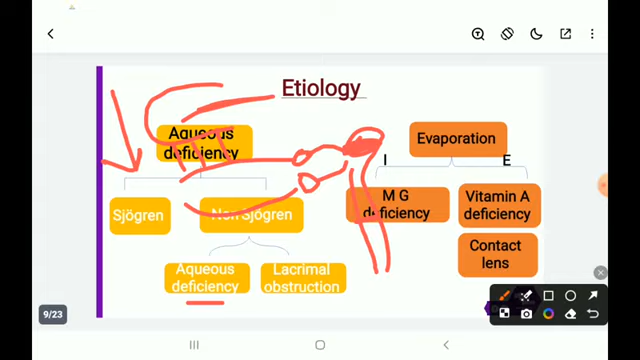 Etiology
Aqueous
deficiency
Evaporation
I
E
Sjögren
Non Sjögren
M G
deficiency
Vitamin A
deficiency
Aqueous
deficiency
Lacrimal
obstruction
Contact
lens
9/23